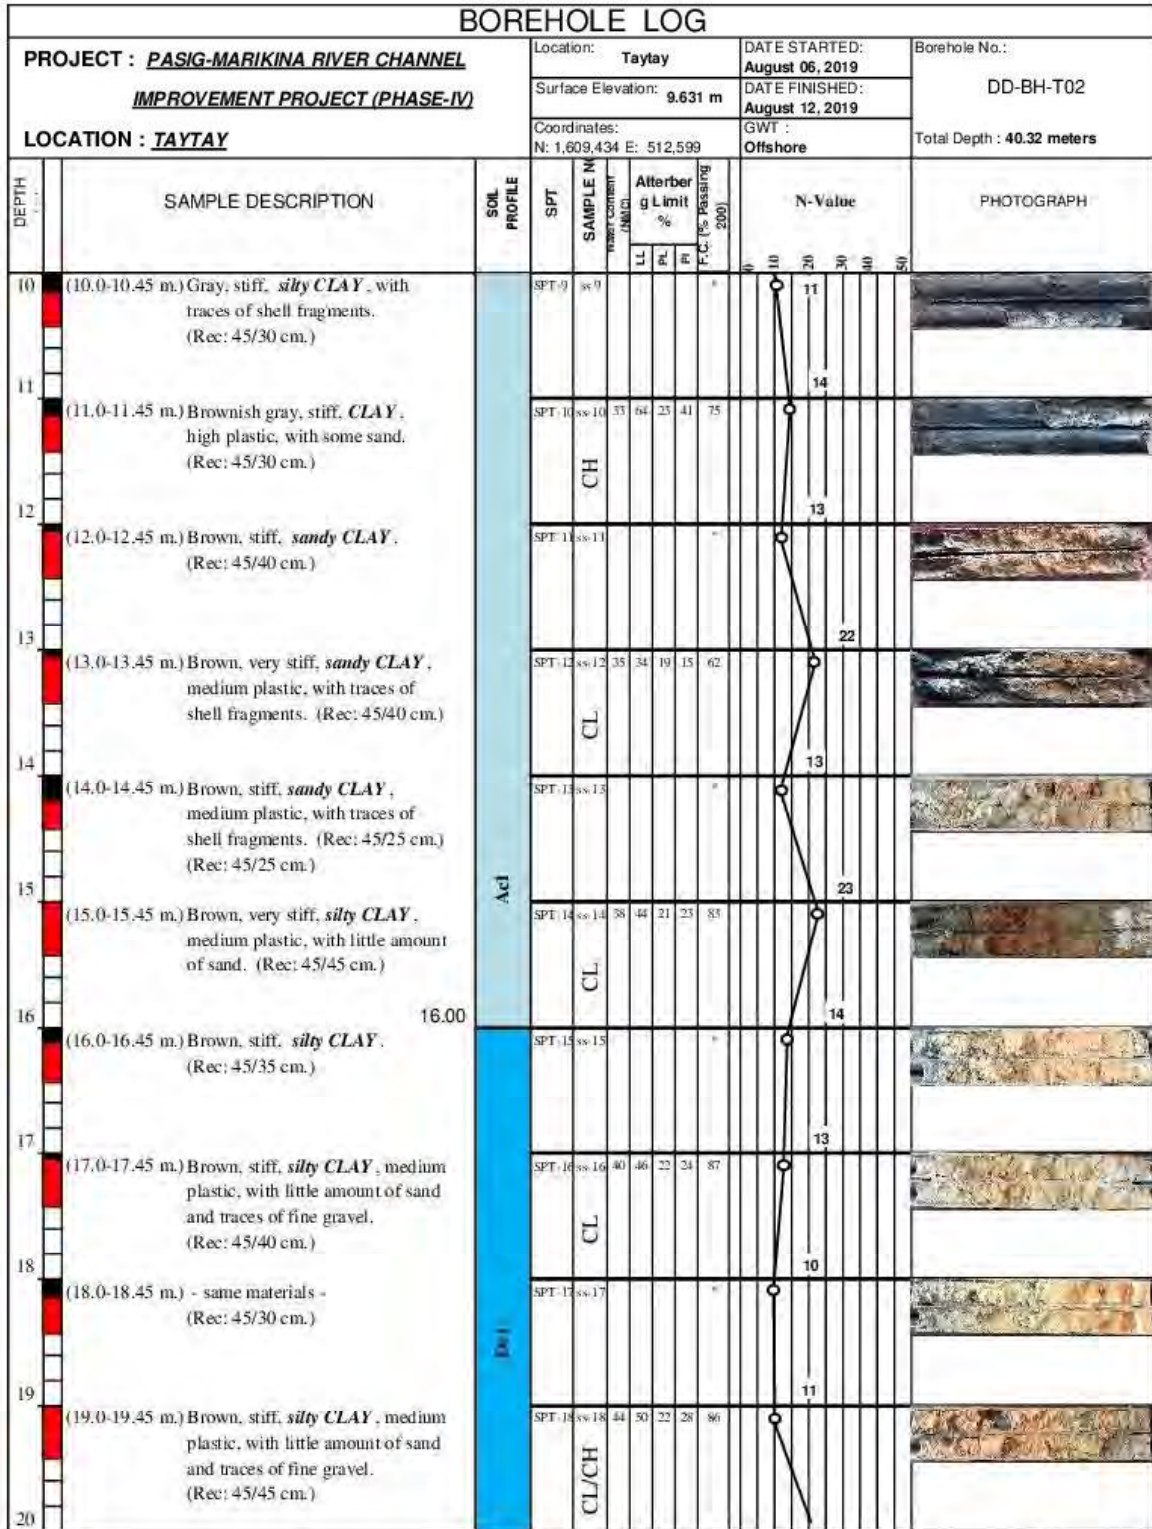 BOREHOLE LOG
PROJECT : PASIG-MARIKINA RIVER CHANNEL
IMPROVEMENT PROJECT (PHASE-IV)
LOCATION : TAYTAY
Location:
Taytay
Surface Elevation: 9.631 m
Coordinates:
N: 1,609,434 E: 512,599
DATE STARTED:
August 06, 2019
DATE FINISHED:
August 12, 2019
GWT :
Offshore
Borehole No.:
DD-BH-T02
Total Depth : 40.32 meters
DEPTH
SAMPLE DESCRIPTION
SOIL PROFILE
SPT
SAMPLE NO
Water Content (NMC)
Atterber
g Limit
%
LL PL PI
F.C. (% Passing 200)
N-Value
0 10 20 30 40 50
PHOTOGRAPH
10 (10.0-10.45 m.) Gray, stiff, silty CLAY, with SPT-9 ss-9 * 11
traces of shell fragments.
(Rec: 45/30 cm.)
14
11 (11.0-11.45 m.) Brownish gray, stiff, CLAY, SPT-10 ss-10 33 64 23 41 75
high plastic, with some sand.
(Rec: 45/30 cm.)
CH
13
12 (12.0-12.45 m.) Brown, stiff, sandy CLAY. SPT-11 ss-11 *
(Rec: 45/40 cm.)
22
13 (13.0-13.45 m.) Brown, very stiff, sandy CLAY, SPT-12 ss-12 35 34 19 15 62
medium plastic, with traces of
shell fragments. (Rec: 45/40 cm.)
CL
13
14 (14.0-14.45 m.) Brown, stiff, sandy CLAY, SPT-13 ss-13 *
medium plastic, with traces of
shell fragments. (Rec: 45/25 cm.)
(Rec: 45/25 cm.)
Ac1
23
15 (15.0-15.45 m.) Brown, very stiff, silty CLAY, SPT-14 ss-14 38 44 21 23 83
medium plastic, with little amount
of sand. (Rec: 45/45 cm.)
CL
16.00
14
16 (16.0-16.45 m.) Brown, stiff, silty CLAY. SPT-15 ss-15 *
(Rec: 45/35 cm.)
13
17 (17.0-17.45 m.) Brown, stiff, silty CLAY, medium SPT-16 ss-16 40 46 22 24 87
plastic, with little amount of sand
and traces of fine gravel.
(Rec: 45/40 cm.)
CL
10
18 (18.0-18.45 m.) - same materials - SPT-17 ss-17 *
(Rec: 45/30 cm.)
11
19 (19.0-19.45 m.) Brown, stiff, silty CLAY, medium SPT-18 ss-18 44 50 22 28 86
plastic, with little amount of sand
and traces of fine gravel.
(Rec: 45/45 cm.)
CL/CH
20